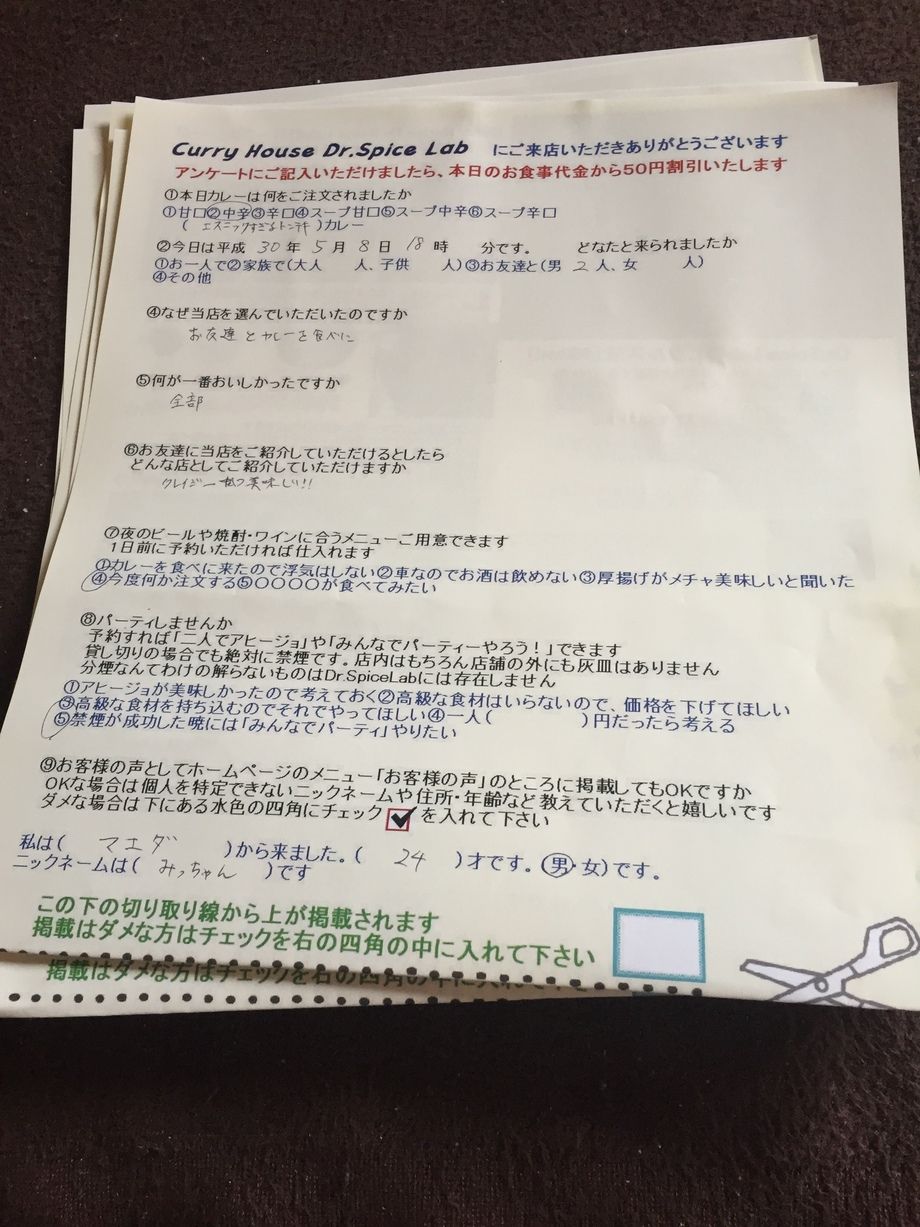 Curry House Dr.Spice Lab にご来店いただきありがとうございます
アンケートにご記入いただけましたら、本日のお食事代金から50円割引いたします
①本日カレーは何をご注文されましたか
①甘口②中辛③辛口④スープ甘口⑤スープ中辛⑥スープ辛口
(エスニックすぎるトンテキ)カレー
②今日は平成 30 年 5 月 8 日 18 時 分です。 どなたと来られましたか
①お一人で②家族で(大人 人、子供 人)③お友達と(男 2 人、女 人)
④その他
④なぜ当店を選んでいただいたのですか
お友達とカレーを食べに
⑤何が一番おいしかったですか
全部
⑥お友達に当店をご紹介していただけるとしたら
どんな店としてご紹介していただけますか
クレイジー 美味しい!!
⑦夜のビールや焼酎・ワインに合うメニューご用意できます
1日前に予約いただければ仕入れます
①カレーを食べに来たので浮気はしない②車なのでお酒は飲めない③厚揚げがメチャ美味しいと聞いた
④今度何か注文する⑤〇〇〇〇が食べてみたい
⑧パーティしませんか
予約すれば「二人でアヒージョ」や「みんなでパーティーやろう!」できます
貸し切りの場合でも絶対に禁煙です。店内はもちろん店舗の外にも灰皿はありません
分煙なんてわけの解らないものはDr.SpiceLabには存在しません
①アヒージョが美味しかったので考えておく②高級な食材はいらないので、価格を下げてほしい
③高級な食材を持ち込むのでそれでやってほしい④一人( )円だったら考える
⑤禁煙が成功した暁には「みんなでパーティ」やりたい
⑨お客様の声としてホームページのメニュー「お客様の声」のところに掲載してもOKですか
OKな場合は個人を特定できないニックネームや住所・年齢など教えていただくと嬉しいです
ダメな場合は下にある水色の四角にチェック を入れて下さい
私は( マエダ )から来ました。( 24 )才です。(男・女)です。
ニックネームは( みっちゃん )です
この下の切り取り線から上が掲載されます
掲載はダメな方はチェックを右の四角の中に入れて下さい
掲載はダメな方はチェックを右の四角の中に入れて下さい